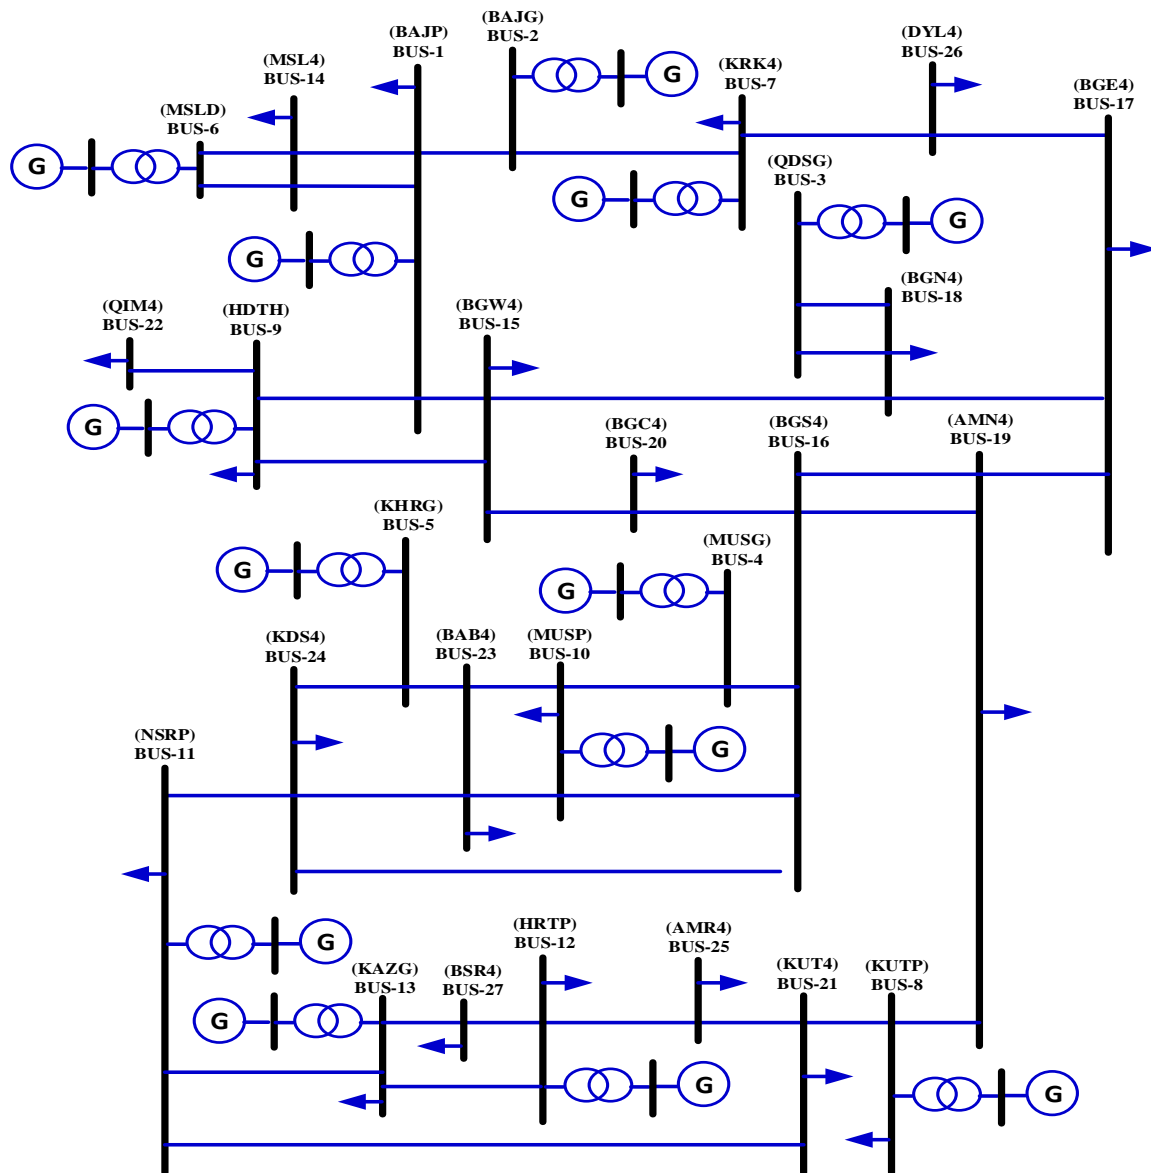 (BAJG)
BUS-2
(BAJP)
BUS-1
(DYL4)
BUS-26
(MSL4)
BUS-14
(KRK4)
BUS-7
(BGE4)
BUS-17
(MSLD)
BUS-6
G
G
(QDSG)
BUS-3
G
G
G
(BGN4)
BUS-18
(QIM4)
BUS-22
(HDTH)
BUS-9
(BGW4)
BUS-15
G
(BGC4)
BUS-20
(BGS4)
BUS-16
(AMN4)
BUS-19
(KHRG)
BUS-5
(MUSG)
BUS-4
G
G
(KDS4)
BUS-24
(BAB4)
BUS-23
(MUSP)
BUS-10
(NSRP)
BUS-11
G
G
(HRTP)
BUS-12
(AMR4)
BUS-25
(KAZG)
BUS-13
(BSR4)
BUS-27
(KUT4)
BUS-21
(KUTP)
BUS-8
G
G
G